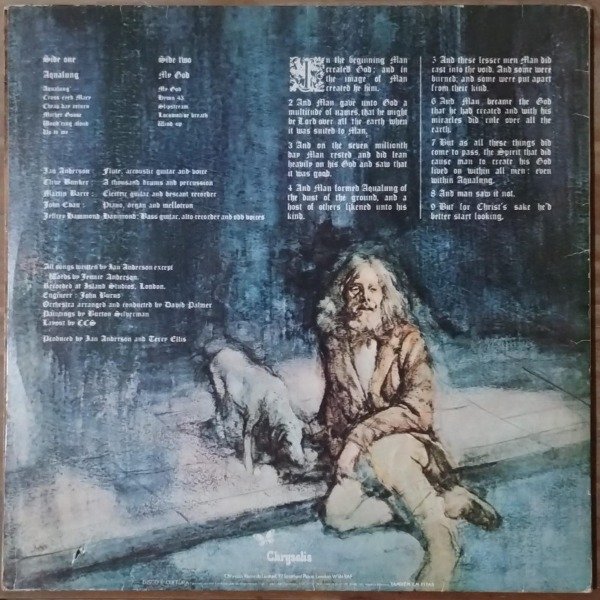 Side one
Aqualung
Aqualung
Cross-eyed Mary
Cheap day return
Mother Goose
Wond'ring aloud
Up to me
Side two
My God
My God
Hymn 43
Slipstream
Locomotive breath
Wind up
Ian Anderson : Flute, acoustic guitar and voice
Clive Bunker : A thousand drums and percussion
Martin Barre : Electric guitar and descant recorder
John Evan : Piano, organ and mellotron
Jeffrey Hammond-Hammond: Bass guitar, alto recorder and odd voices
All songs written by Ian Anderson except
Words by Jennie Anderson.
Recorded at Island Studios, London.
Engineer : John Burns
Orchestra arranged and conducted by David Palmer
Paintings by Burton Silverman
Layout by CCS
Produced by Ian Anderson and Terry Ellis
In the beginning Man
created God; and in
the image of Man
created he him.
2 And Man gave unto God a
multitude of names, that he might
be Lord over all the earth when
it was suited to Man.
3 And on the seven millionth
day Man rested and did lean
heavily on his God and saw that
it was good.
4 And Man formed Aqualung of
the dust of the ground, and a
host of others likened unto his
kind.
5 And these lesser men Man did
cast into the void. And some were
burned; and some were put apart
from their kind.
6 And Man became the God
that he had created and with his
miracles did rule over all the
earth.
7 But as all these things did
come to pass, the Spirit that did
cause man to create his God
lived on within all men: even
within Aqualung.
8 And man saw it not.
9 But for Christ's sake he'd
better start looking.
Chrysalis
Chrysalis Records Limited, London
DISCO É CULTURA
TAMBÉM EM FITAS